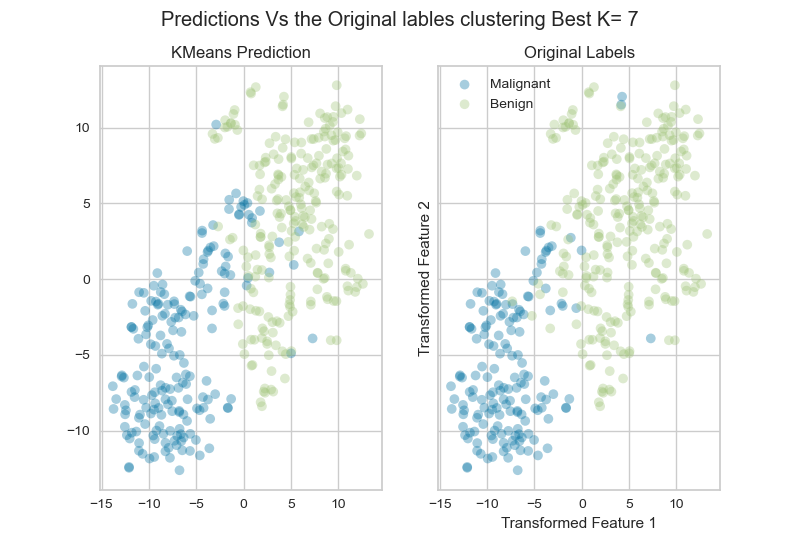 Predictions Vs the Original lables clustering Best K= 7
KMeans Prediction
10
5
0
−5
−10
−15 −10 −5 0 5 10
Original Labels
Malignant
Benign
Transformed Feature 2
−15 −10 −5 0 5 10
Transformed Feature 1